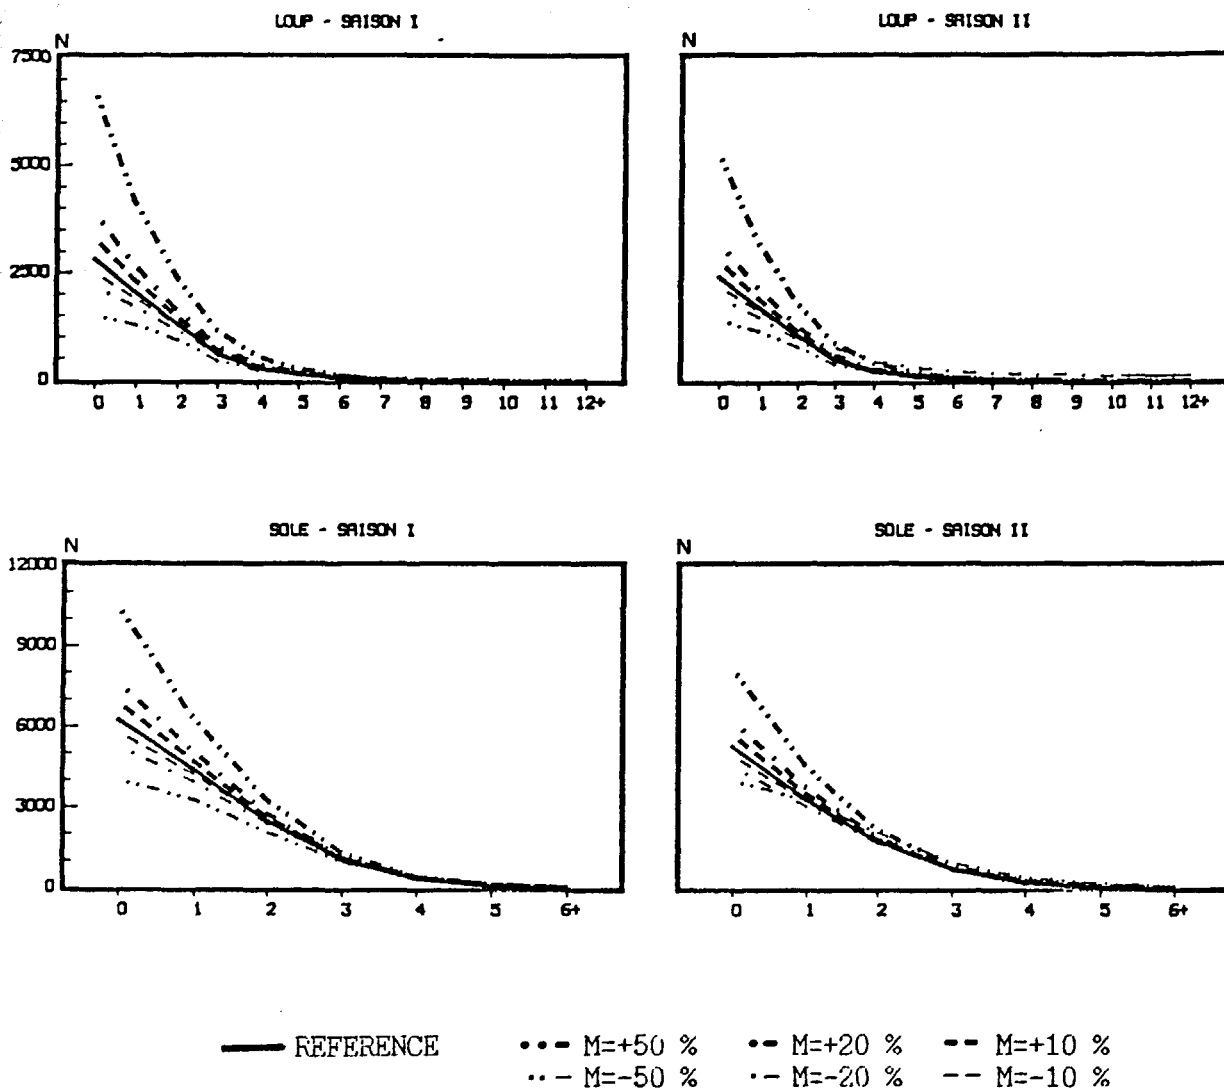 LOUP - SAISON I
LOUP - SAISON II
N
N
7500
5000
2500
0
0 1 2 3 4 5 6 7 8 9 10 11 12+
0 1 2 3 4 5 6 7 8 9 10 11 12+
SOLE - SAISON I
SOLE - SAISON II
N
N
12000
9000
6000
3000
0
0 1 2 3 4 5 6+
0 1 2 3 4 5 6+
REFERENCE M=+50 % M=+20 % M=+10 %
M=-50 % M=-20 % M=-10 %